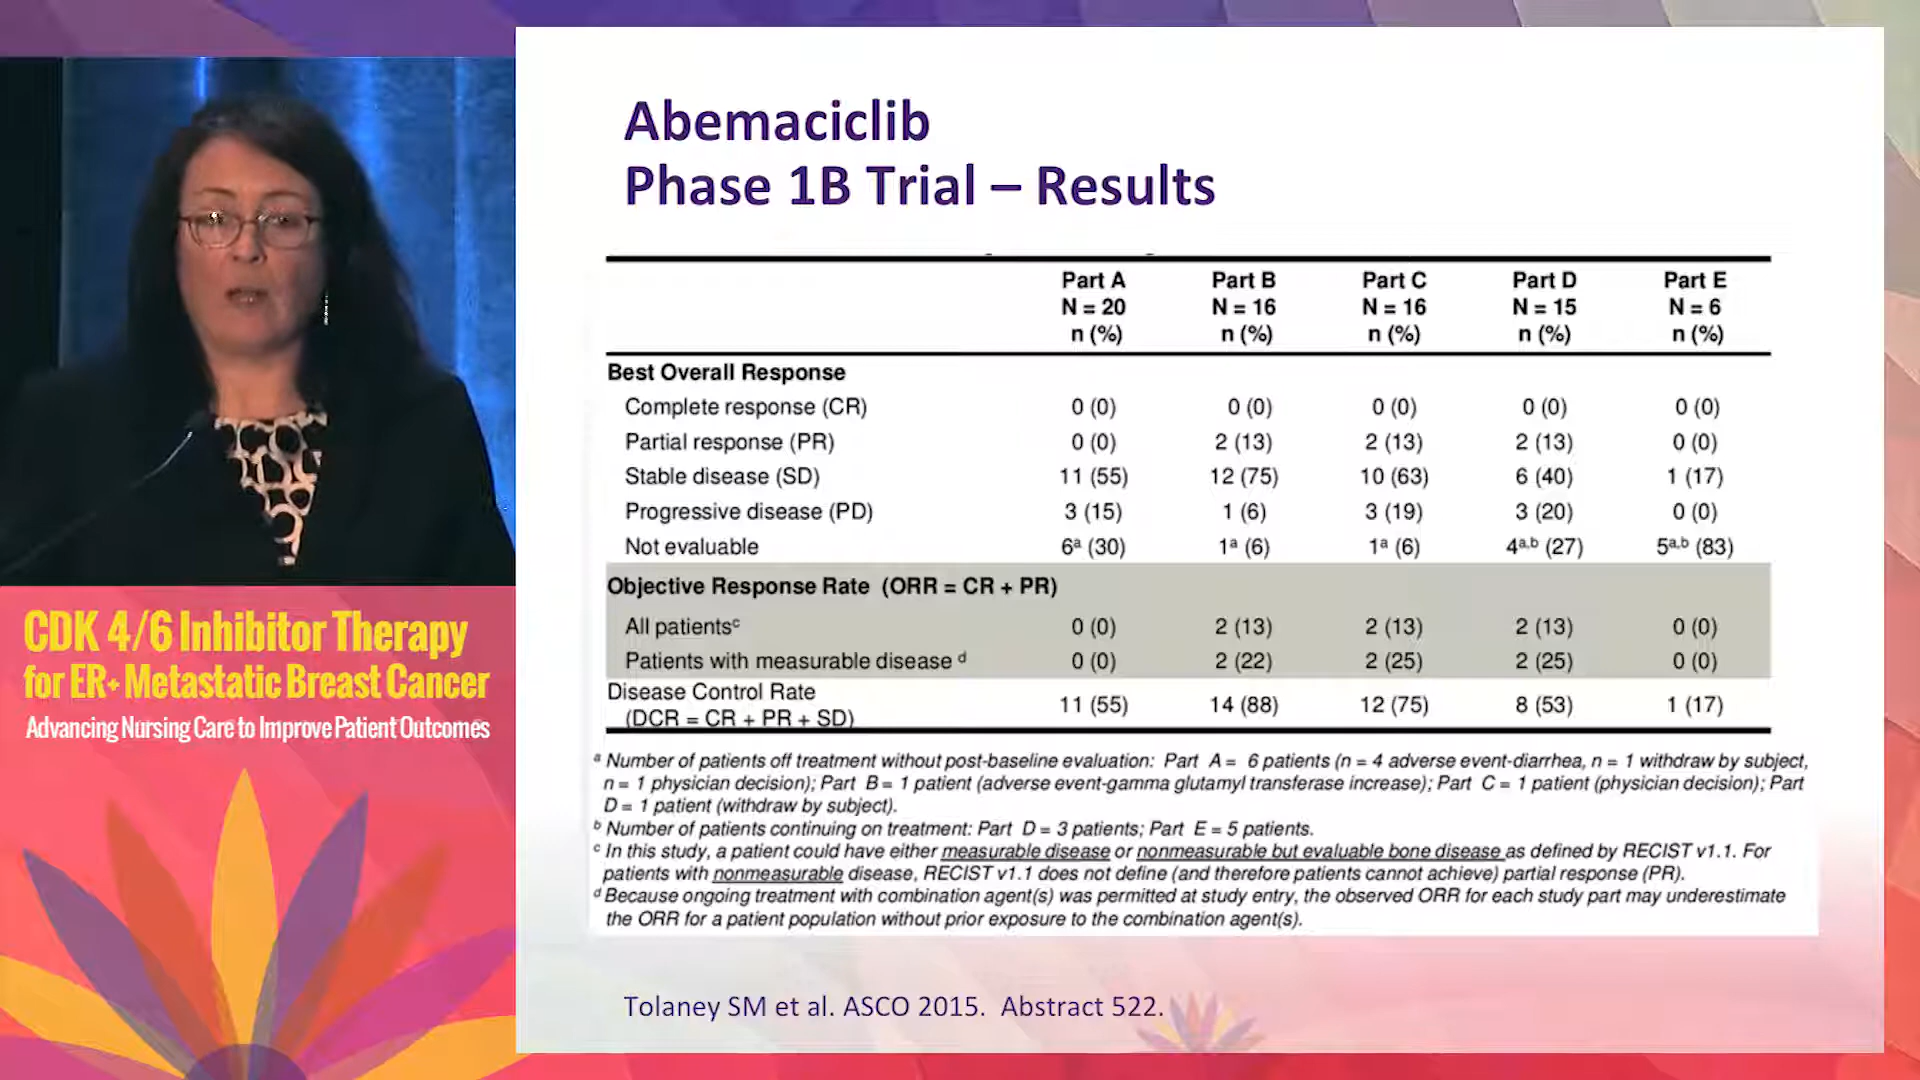 CDK 4/6 Inhibitor Therapy
for ER+ Metastatic Breast Cancer
Advancing Nursing Care to Improve Patient Outcomes
Abemaciclib
Phase 1B Trial – Results
Part A Part B Part C Part D Part E
N = 20 N = 16 N = 16 N = 15 N = 6
n (%) n (%) n (%) n (%) n (%)
Best Overall Response
Complete response (CR) 0 (0) 0 (0) 0 (0) 0 (0) 0 (0)
Partial response (PR) 0 (0) 2 (13) 2 (13) 2 (13) 0 (0)
Stable disease (SD) 11 (55) 12 (75) 10 (63) 6 (40) 1 (17)
Progressive disease (PD) 3 (15) 1 (6) 3 (19) 3 (20) 0 (0)
Not evaluable 6ᵃ (30) 1ᵃ (6) 1ᵃ (6) 4ᵃ,ᵇ (27) 5ᵃ,ᵇ (83)
Objective Response Rate (ORR = CR + PR)
All patientsᶜ 0 (0) 2 (13) 2 (13) 2 (13) 0 (0)
Patients with measurable disease ᵈ 0 (0) 2 (22) 2 (25) 2 (25) 0 (0)
Disease Control Rate
(DCR = CR + PR + SD) 11 (55) 14 (88) 12 (75) 8 (53) 1 (17)
ᵃ Number of patients off treatment without post-baseline evaluation: Part A = 6 patients (n = 4 adverse event-diarrhea, n = 1 withdraw by subject,
n = 1 physician decision); Part B = 1 patient (adverse event-gamma glutamyl transferase increase); Part C = 1 patient (physician decision); Part
D = 1 patient (withdraw by subject).
ᵇ Number of patients continuing on treatment: Part D = 3 patients; Part E = 5 patients.
ᶜ In this study, a patient could have either measurable disease or nonmeasurable but evaluable bone disease as defined by RECIST v1.1. For
patients with nonmeasurable disease, RECIST v1.1 does not define (and therefore patients cannot achieve) partial response (PR).
ᵈ Because ongoing treatment with combination agent(s) was permitted at study entry, the observed ORR for each study part may underestimate
the ORR for a patient population without prior exposure to the combination agent(s).
Tolaney SM et al. ASCO 2015. Abstract 522.